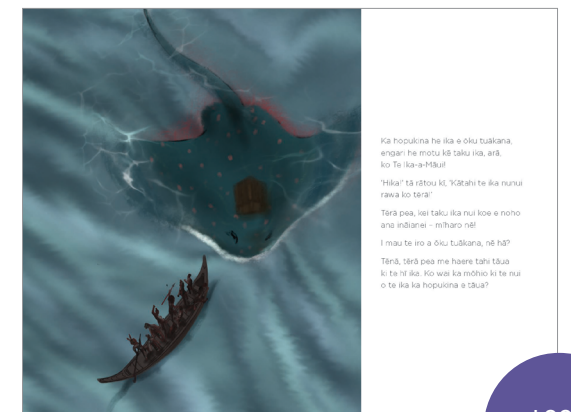 Ka hopukina he ika e ōku tuākana,
engari he motu kā taku ika, arā,
ko Te Ika-a-Māui!
'Hika!' tā rātou kī, 'Kātahi te ika nunui
rawa ko tērā!'
Tērā pea, kei taku ika nui koe e noho
ana ināianei – mīharo nē!
I mau te iro a ōku tuākana, nē hā?
Tēnā, tērā pea me haere tahi tāua
ki te hī ika. Ko wai ka mōhio ki te nui
o te ika ka hopukina e tāua?